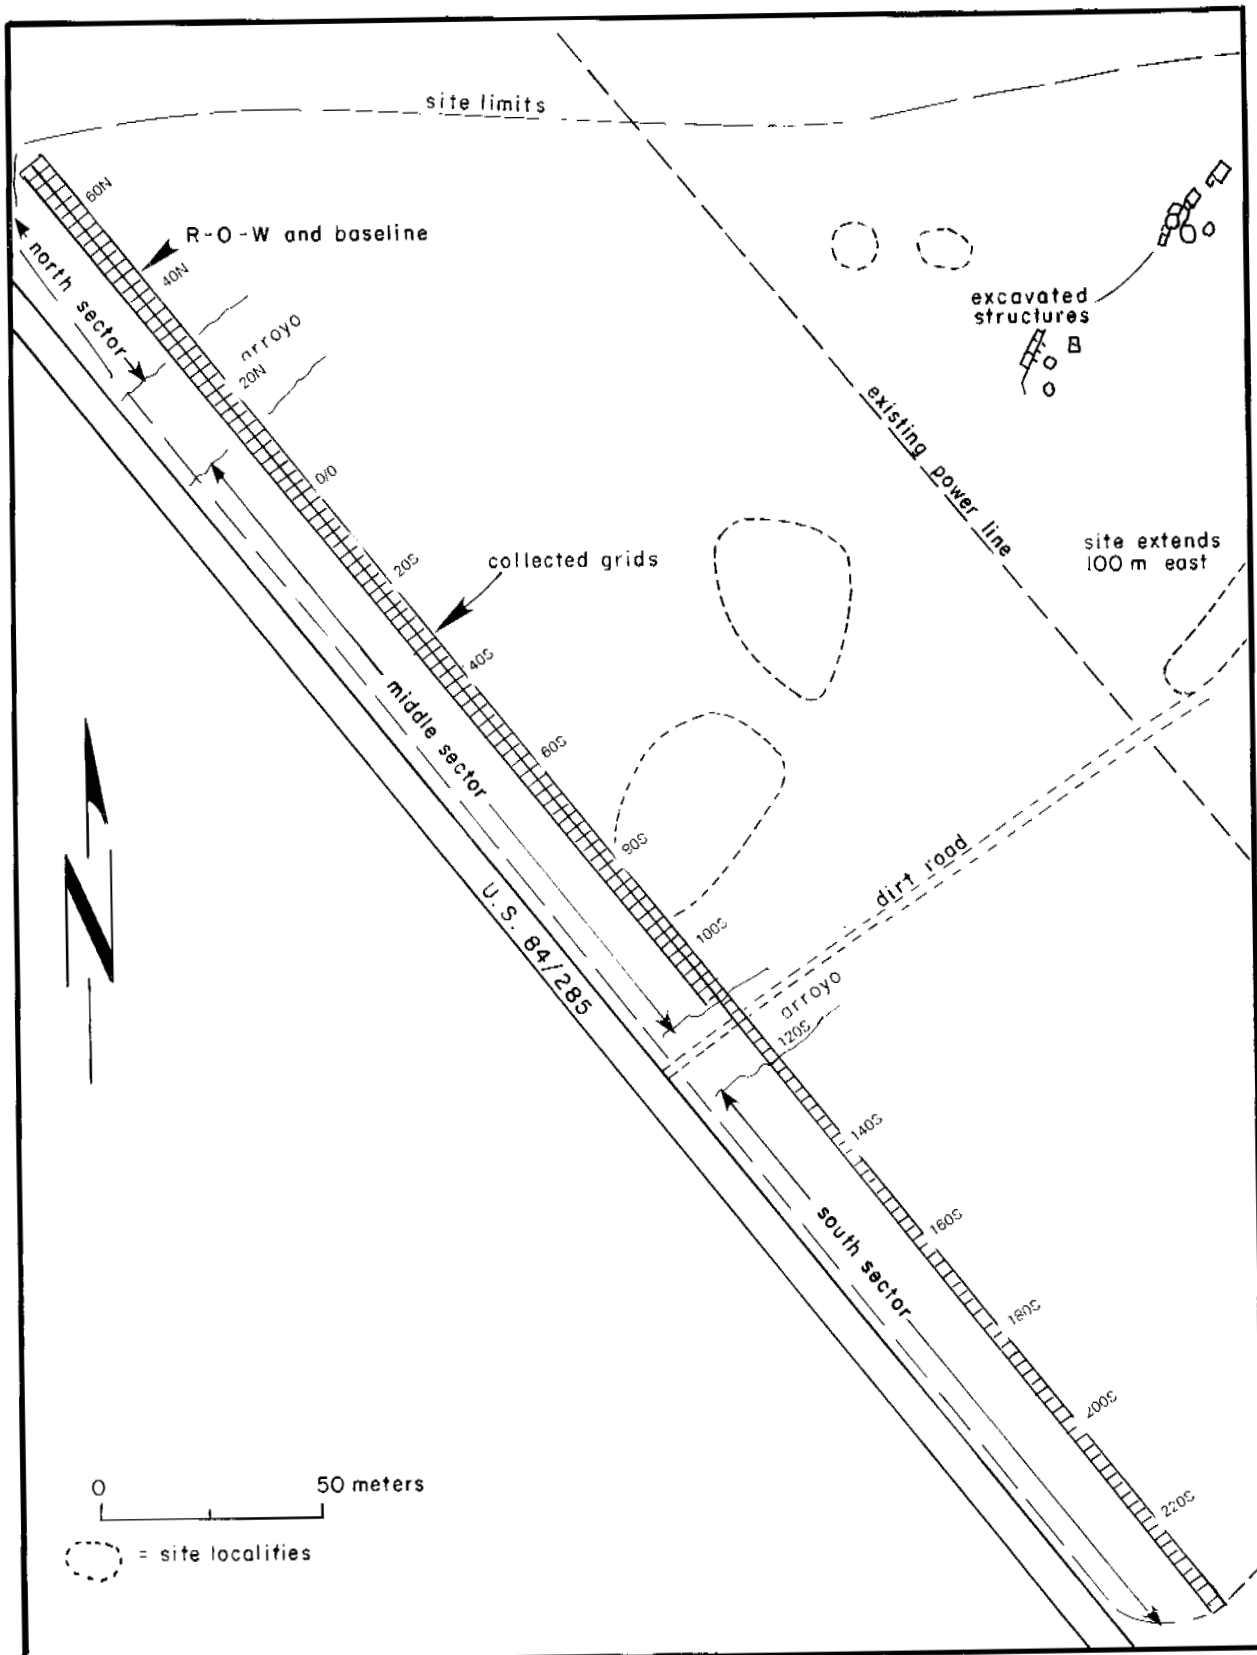 site limits
60N
R-O-W and baseline
north sector
40N
arroyo
20N
excavated
structures
existing power line
0/0
20S
collected grids
site extends
100 m east
40S
middle sector
60S
80S
U.S. 84/285
100S
dirt road
arroyo
120S
140S
south sector
160S
180S
200S
220S
N
0 50 meters
= site localities